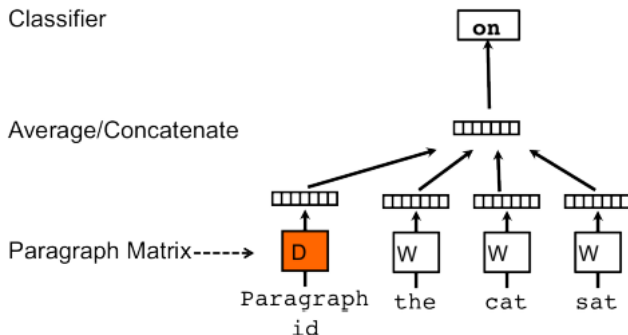 Classifier
on
Average/Concatenate
Paragraph Matrix
D
W
W
W
Paragraph
id
the
cat
sat